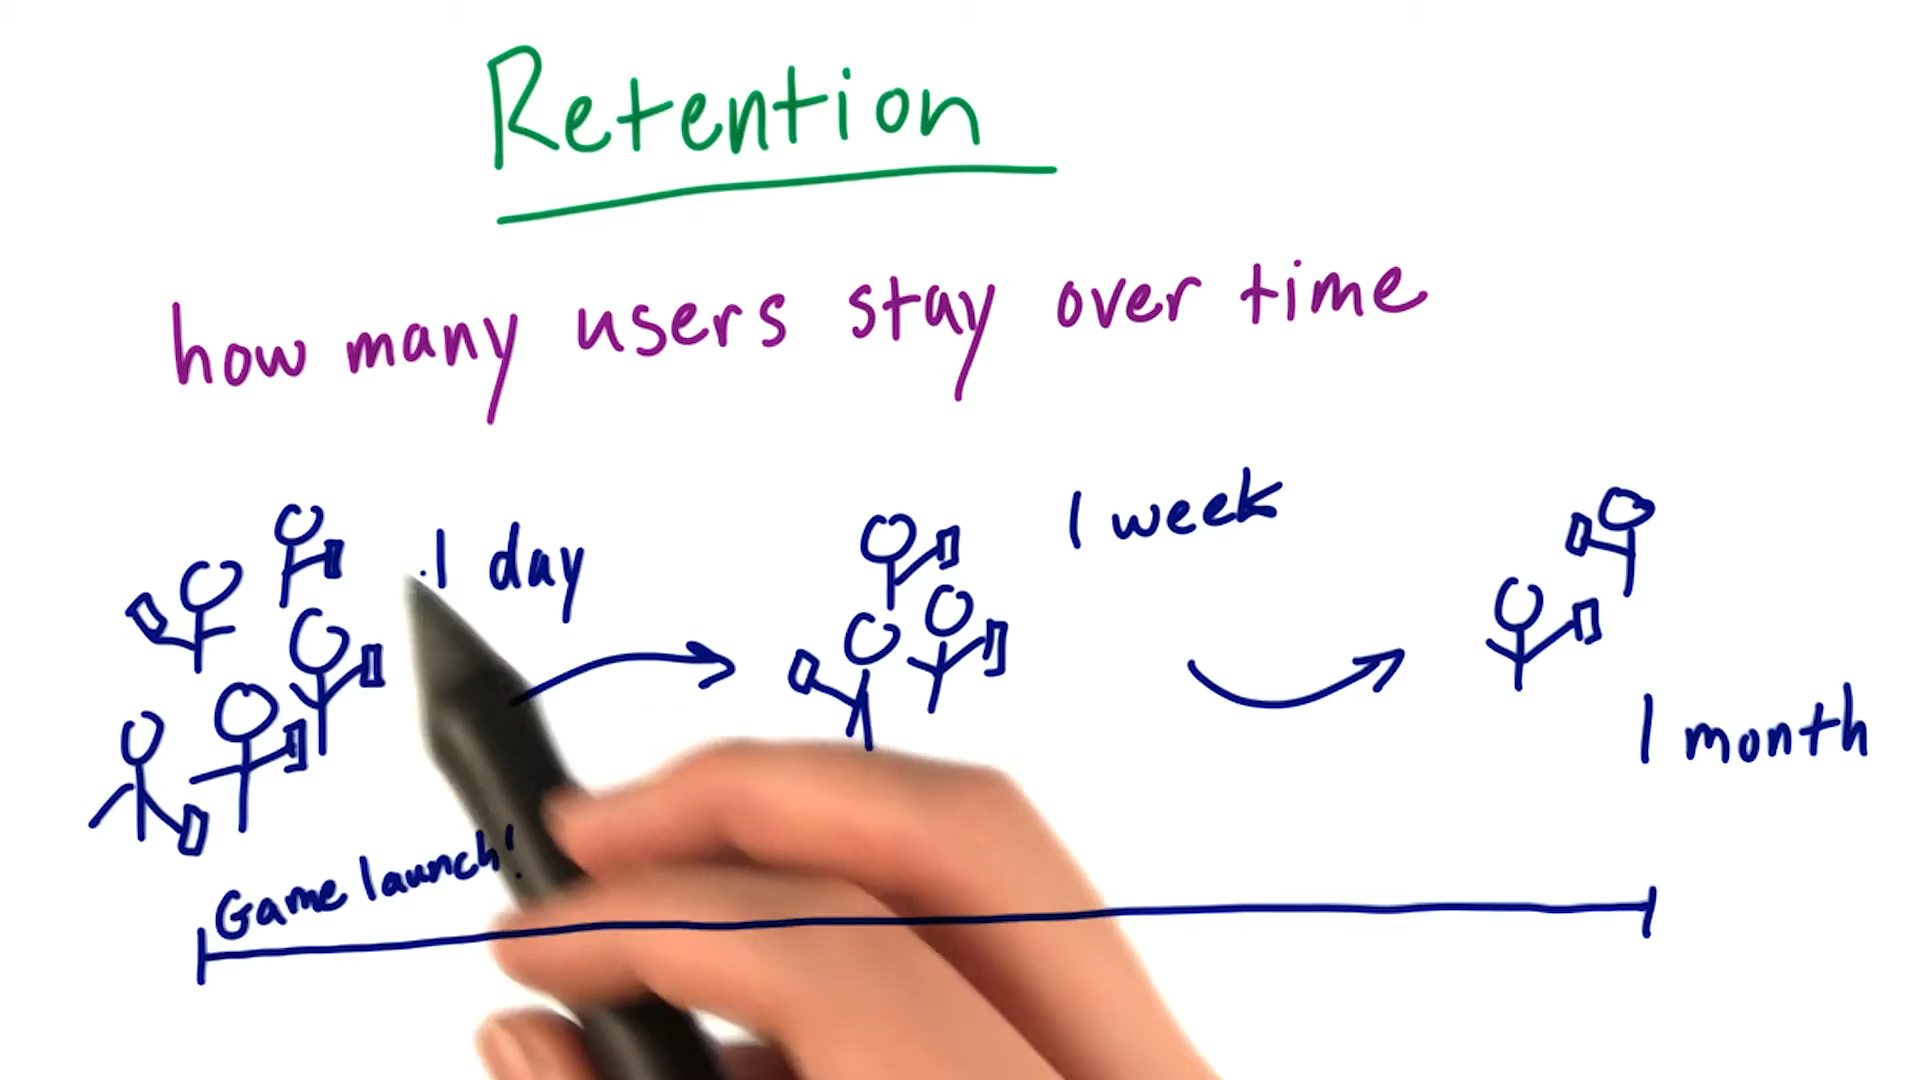 Retention
how many users stay over time
1 day
1 week
1 month
Game launch!